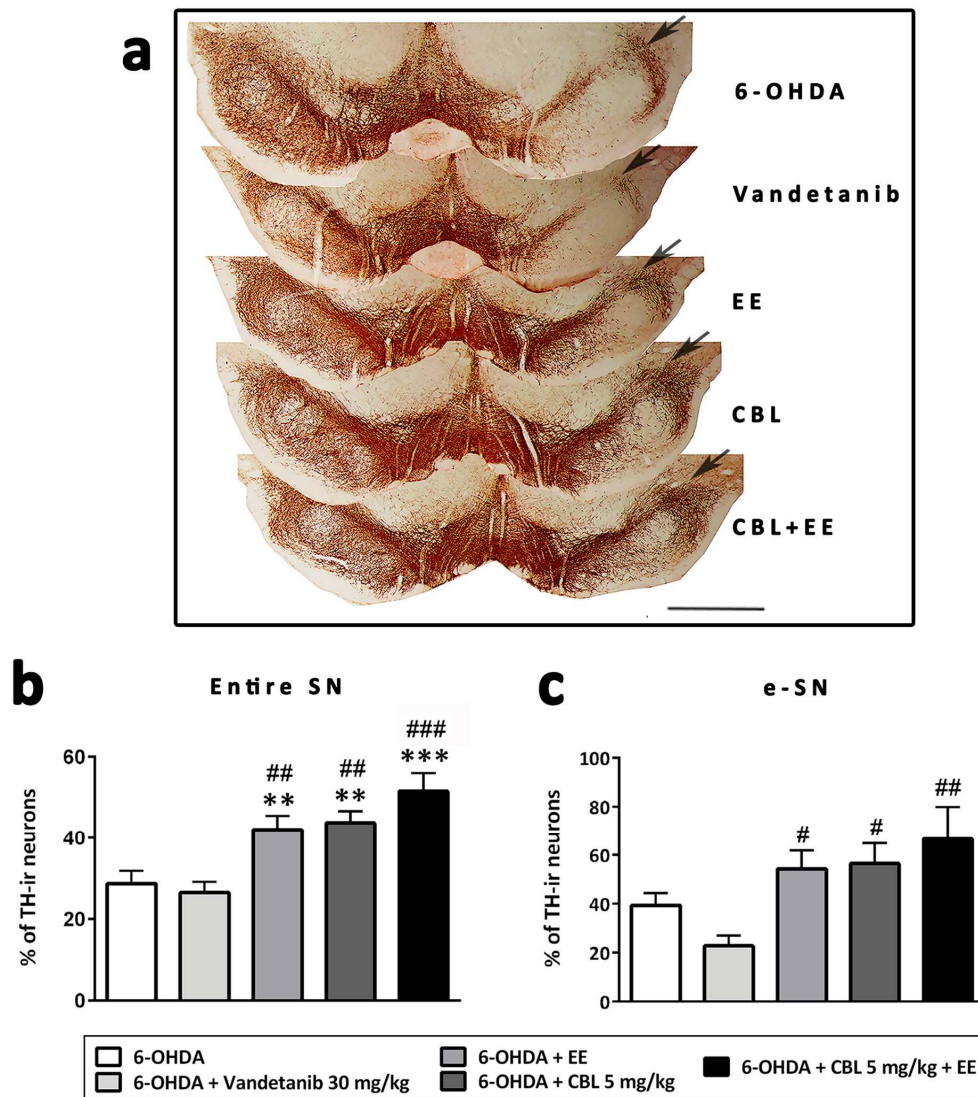 a
6-OHDA
Vandetanib
EE
CBL
CBL+EE
b
Entire SN
% of TH-ir neurons
60
40
20
0
##
**
##
**
###
***
c
e-SN
% of TH-ir neurons
100
80
60
40
20
0
#
#
##
6-OHDA
6-OHDA + Vandetanib 30 mg/kg
6-OHDA + EE
6-OHDA + CBL 5 mg/kg
6-OHDA + CBL 5 mg/kg + EE